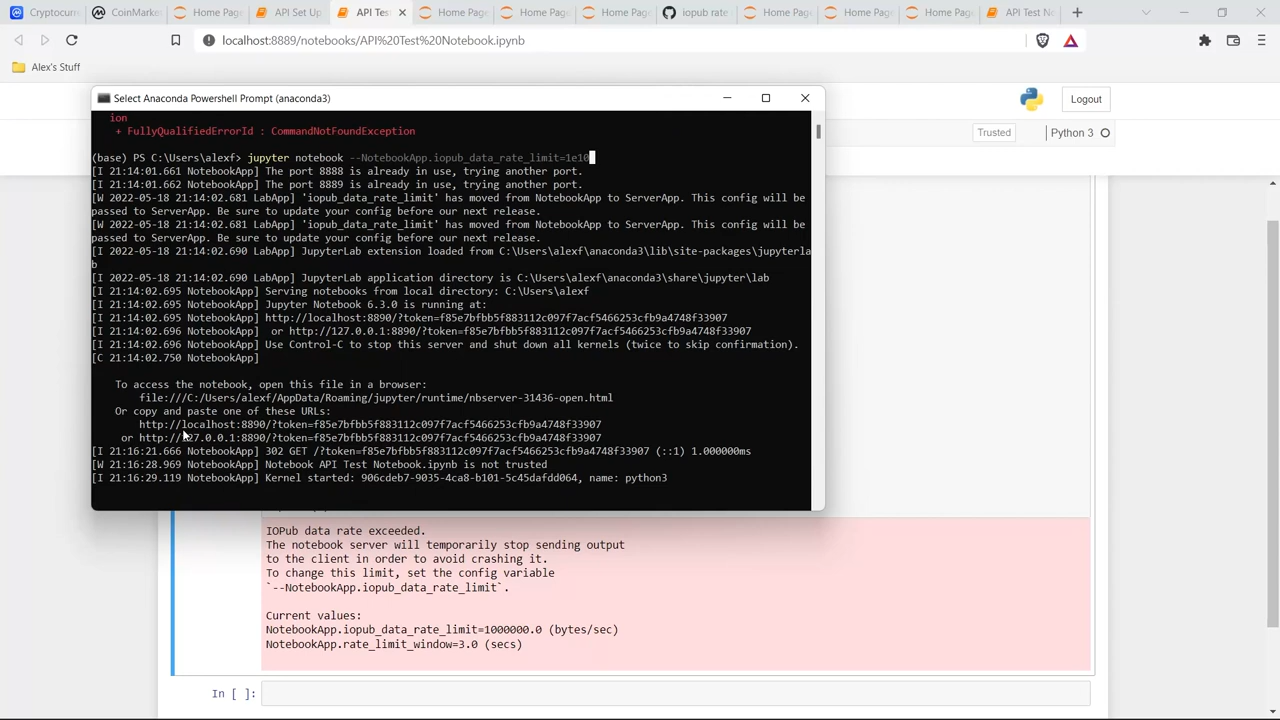 Cryptocurr
CoinMarke
Home Page
API Set Up
API Test
Home Page
Home Page
Home Page
iopub rate
Home Page
Home Page
Home Page
API Test No
localhost:8889/notebooks/API%20Test%20Notebook.ipynb
Alex's Stuff
Logout
Trusted
Python 3
Select Anaconda Powershell Prompt (anaconda3)
ion
+ FullyQualifiedErrorId : CommandNotFoundException
(base) PS C:\Users\alexf> jupyter notebook --NotebookApp.iopub_data_rate_limit=1e10
[I 21:14:01.661 NotebookApp] The port 8888 is already in use, trying another port.
[I 21:14:01.662 NotebookApp] The port 8889 is already in use, trying another port.
[W 2022-05-18 21:14:02.681 LabApp] 'iopub_data_rate_limit' has moved from NotebookApp to ServerApp. This config will be
passed to ServerApp. Be sure to update your config before our next release.
[W 2022-05-18 21:14:02.681 LabApp] 'iopub_data_rate_limit' has moved from NotebookApp to ServerApp. This config will be
passed to ServerApp. Be sure to update your config before our next release.
[I 2022-05-18 21:14:02.690 LabApp] JupyterLab extension loaded from C:\Users\alexf\anaconda3\lib\site-packages\jupyterla
b
[I 2022-05-18 21:14:02.690 LabApp] JupyterLab application directory is C:\Users\alexf\anaconda3\share\jupyter\lab
[I 21:14:02.695 NotebookApp] Serving notebooks from local directory: C:\Users\alexf
[I 21:14:02.695 NotebookApp] Jupyter Notebook 6.3.0 is running at:
[I 21:14:02.695 NotebookApp] http://localhost:8890/?token=f85e7bfbb5f883112c097f7acf5466253cfb9a4748f33907
[I 21:14:02.696 NotebookApp]  or http://127.0.0.1:8890/?token=f85e7bfbb5f883112c097f7acf5466253cfb9a4748f33907
[I 21:14:02.696 NotebookApp] Use Control-C to stop this server and shut down all kernels (twice to skip confirmation).
[C 21:14:02.750 NotebookApp]
To access the notebook, open this file in a browser:
file:///C:/Users/alexf/AppData/Roaming/jupyter/runtime/nbserver-31436-open.html
Or copy and paste one of these URLs:
http://localhost:8890/?token=f85e7bfbb5f883112c097f7acf5466253cfb9a4748f33907
or http://127.0.0.1:8890/?token=f85e7bfbb5f883112c097f7acf5466253cfb9a4748f33907
[I 21:16:21.666 NotebookApp] 302 GET /?token=f85e7bfbb5f883112c097f7acf5466253cfb9a4748f33907 (::1) 1.000000ms
[W 21:16:28.969 NotebookApp] Notebook API Test Notebook.ipynb is not trusted
[I 21:16:29.119 NotebookApp] Kernel started: 906cdeb7-9035-4ca8-b101-5c45dafdd064, name: python3
IOPub data rate exceeded.
The notebook server will temporarily stop sending output
to the client in order to avoid crashing it.
To change this limit, set the config variable
`--NotebookApp.iopub_data_rate_limit`.
Current values:
NotebookApp.iopub_data_rate_limit=1000000.0 (bytes/sec)
NotebookApp.rate_limit_window=3.0 (secs)
In [ ]: